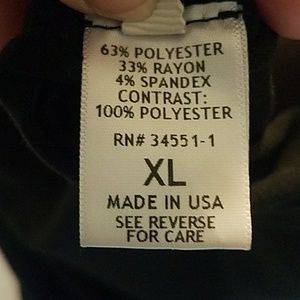 63% POLYESTER
33% RAYON
4% SPANDEX
CONTRAST:
100% POLYESTER
RN# 34551-1
XL
MADE IN USA
SEE REVERSE
FOR CARE